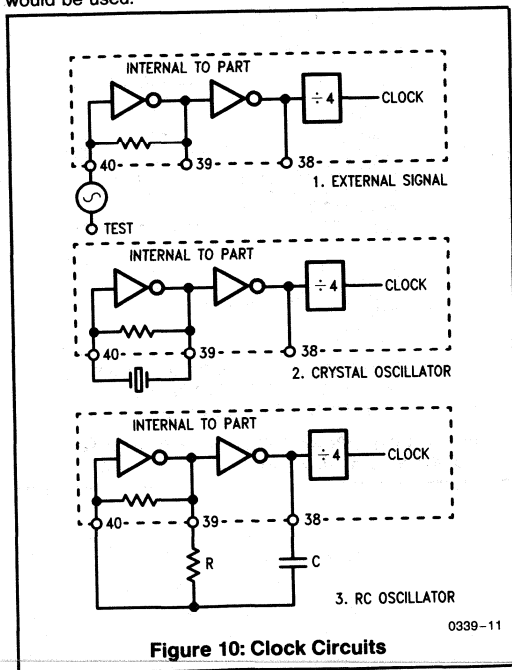 would be used.
INTERNAL TO PART
÷4
CLOCK
40
39
38
1. EXTERNAL SIGNAL
TEST
INTERNAL TO PART
÷4
CLOCK
40
39
38
2. CRYSTAL OSCILLATOR
INTERNAL TO PART
÷4
CLOCK
40
39
38
R
C
3. RC OSCILLATOR
0339-11
Figure 10: Clock Circuits